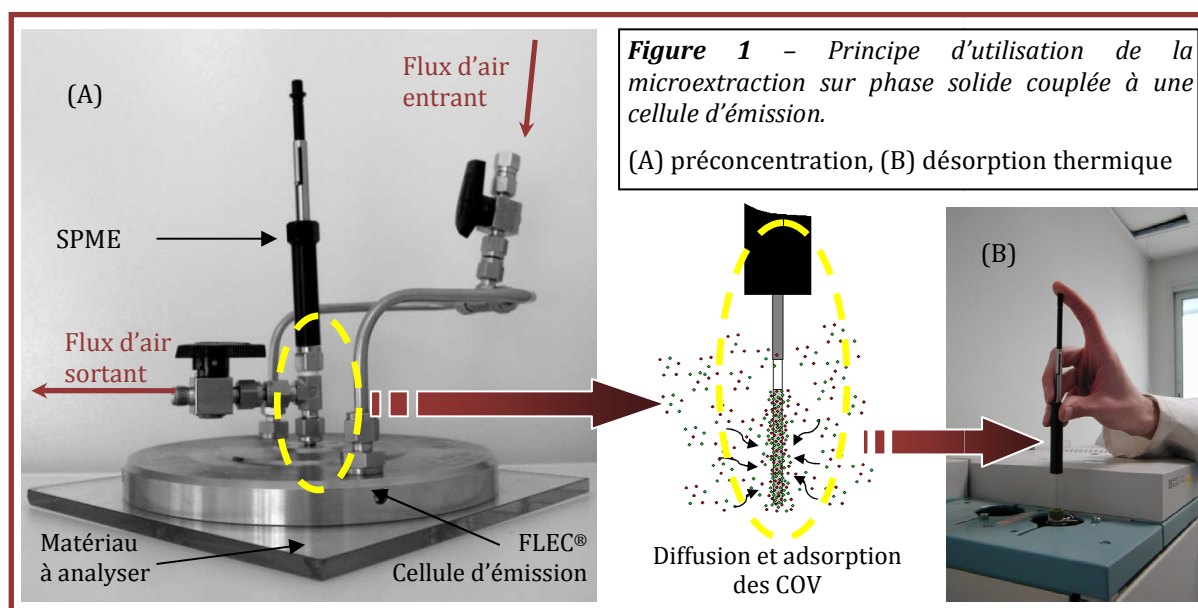 (A)
Flux d'air
entrant
SPME
Flux d'air
sortant
Matériau
à analyser
FLEC®
Cellule d'émission
Figure 1 – Principe d'utilisation de la
microextraction sur phase solide couplée à une
cellule d'émission.
(A) préconcentration, (B) désorption thermique
Diffusion et adsorption
des COV
(B)